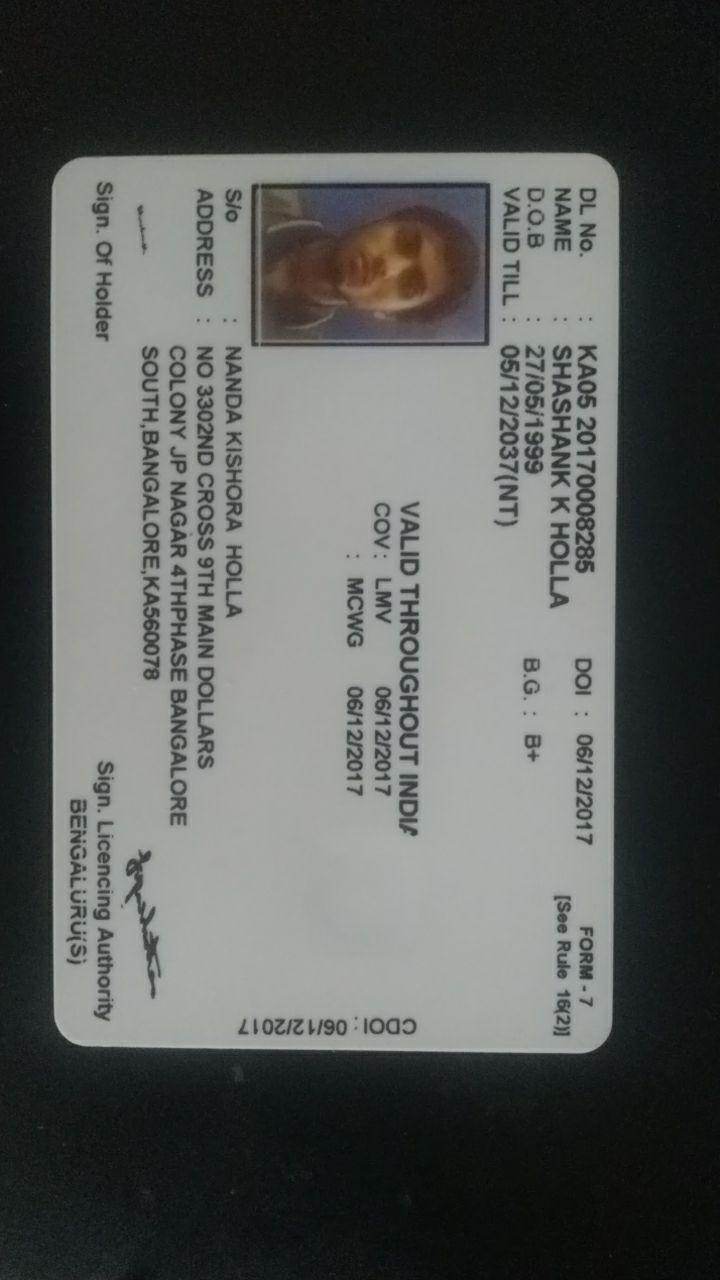 DL No. : KA05 20170008285 DOI : 06/12/2017 FORM - 7
NAME : SHASHANK K HOLLA [See Rule 16(2)]
D.O.B : 27/05/1999 B.G. : B+
VALID TILL : 05/12/2037(NT)
VALID THROUGHOUT INDIA
COV : LMV 06/12/2017
: MCWG 06/12/2017
CDOI : 06/12/2017
S/o : NANDA KISHORA HOLLA
ADDRESS : NO 3302ND CROSS 9TH MAIN DOLLARS
COLONY JP NAGAR 4THPHASE BANGALORE
SOUTH,BANGALORE,KA560078
Sign. Of Holder
Sign. Licencing Authority
BENGALURU(S)